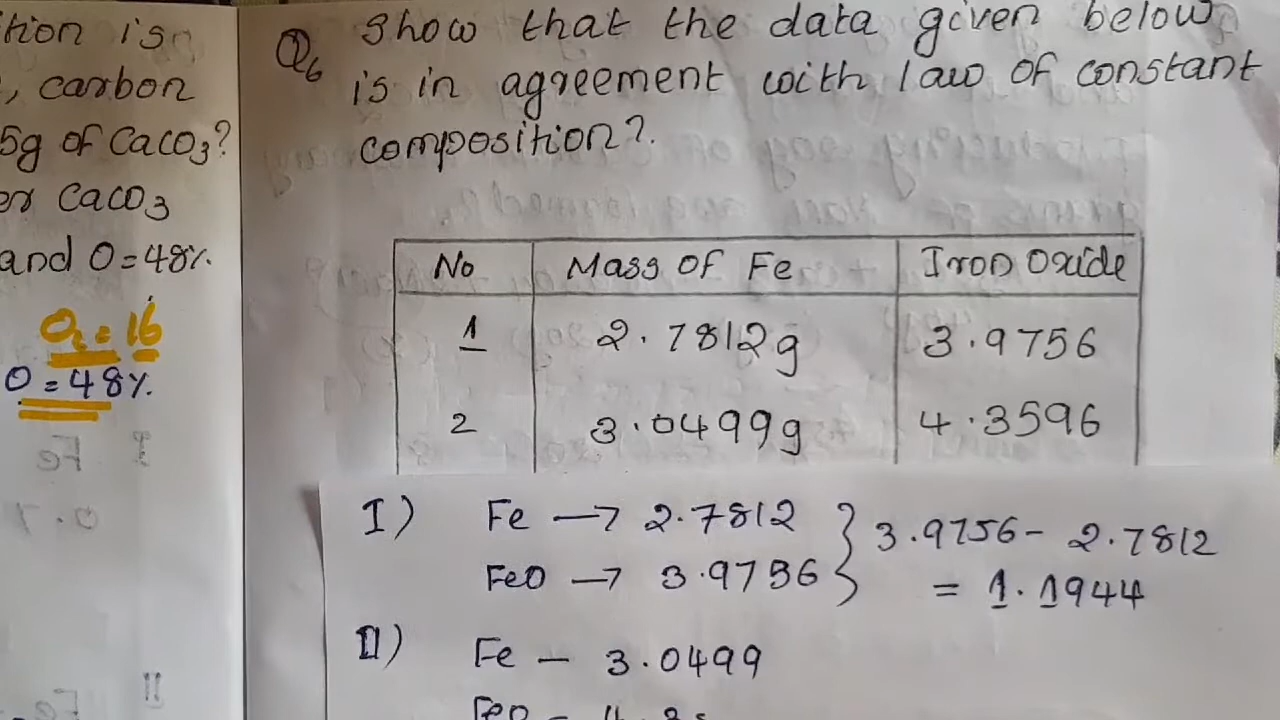 tion is
, carbon
5g of CaCO3?
er CaCO3
and O=48%.
O2=16
O=48%.
Q6 Show that the data given below
is in agreement with law of constant
composition?.
No Mass of Fe Iron Oxide
1 2.7812g 3.9756
2 3.0499g 4.3596
I) Fe → 2.7812 } 3.9756 - 2.7812
FeO → 3.9756 = 1.1944
II) Fe - 3.0499